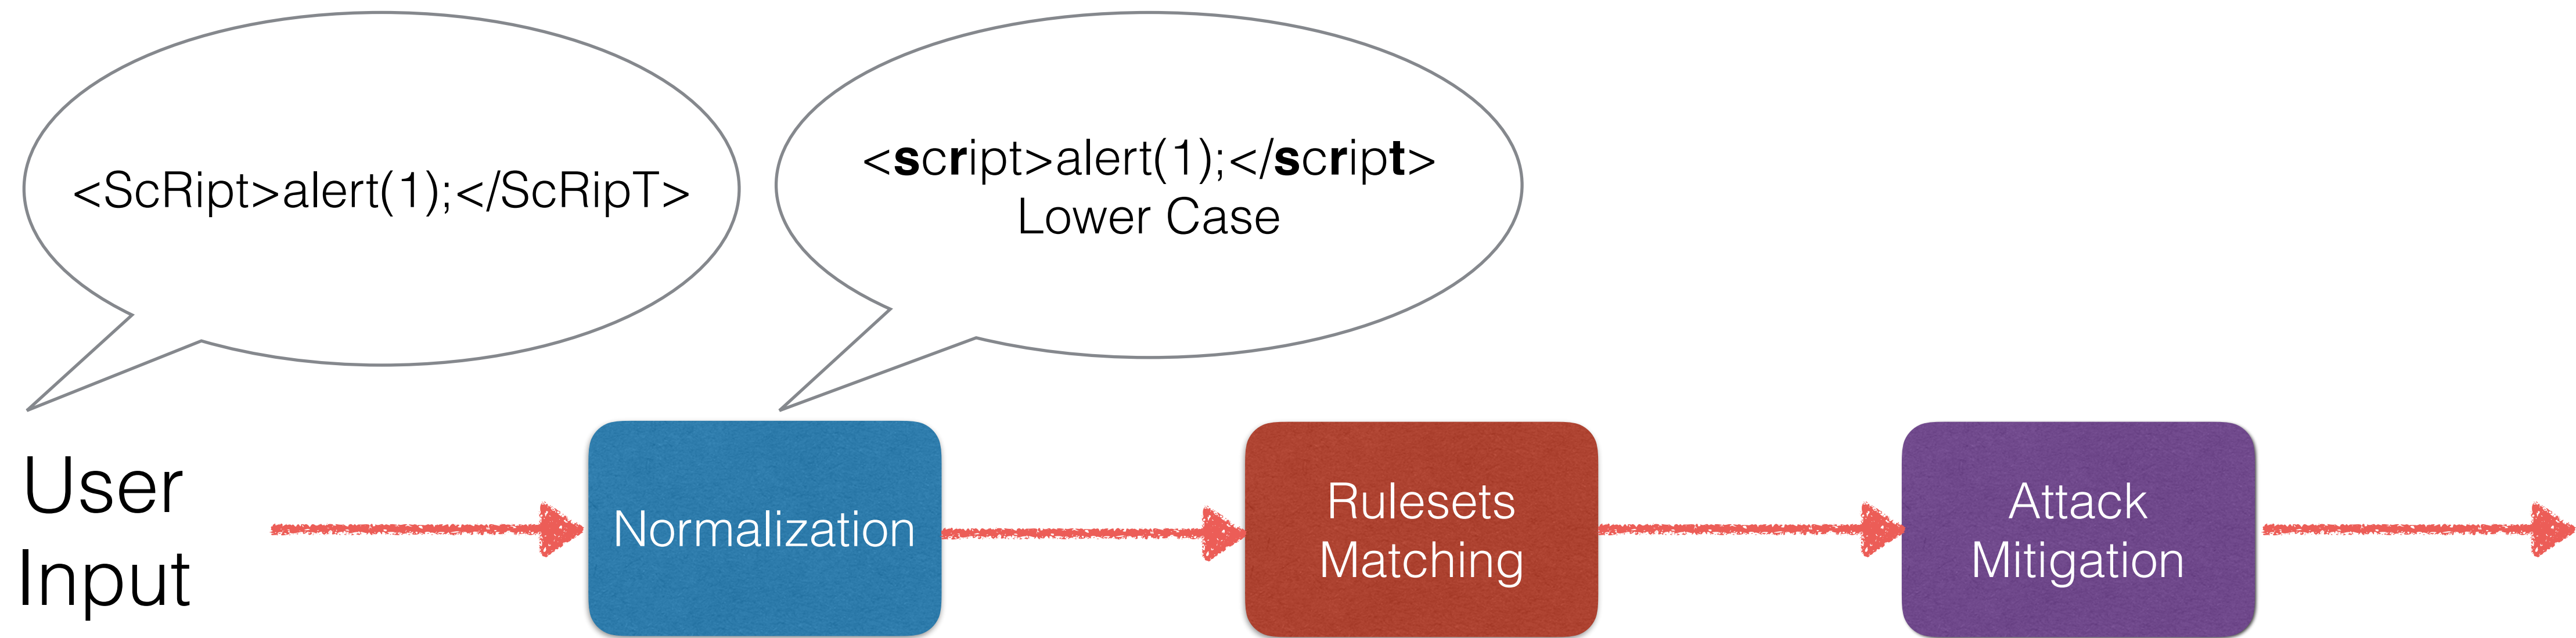 <ScRipt>alert(1);</ScRipT>
<script>alert(1);</script>
Lower Case
User
Input
Normalization
Rulesets
Matching
Attack
Mitigation